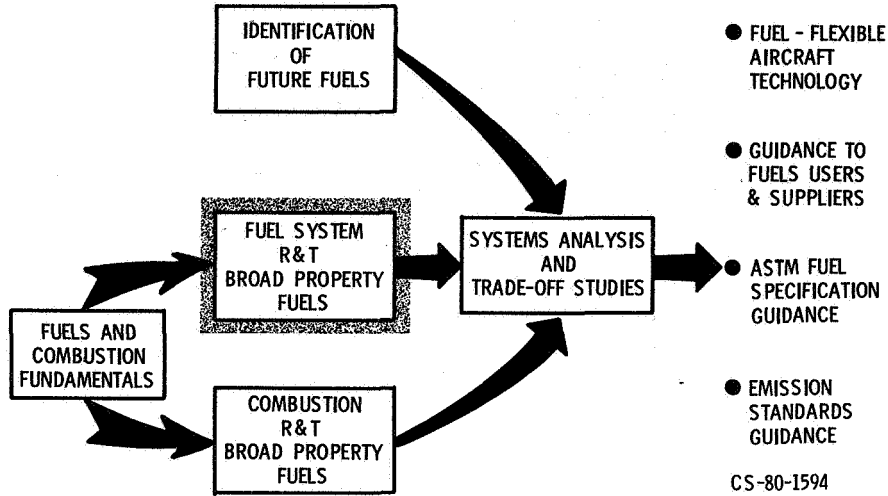 IDENTIFICATION
OF
FUTURE FUELS
FUEL SYSTEM
R&T
BROAD PROPERTY
FUELS
FUELS AND
COMBUSTION
FUNDAMENTALS
COMBUSTION
R&T
BROAD PROPERTY
FUELS
SYSTEMS ANALYSIS
AND
TRADE-OFF STUDIES
● FUEL - FLEXIBLE
AIRCRAFT
TECHNOLOGY
● GUIDANCE TO
FUELS USERS
& SUPPLIERS
● ASTM FUEL
SPECIFICATION
GUIDANCE
● EMISSION
STANDARDS
GUIDANCE
CS-80-1594